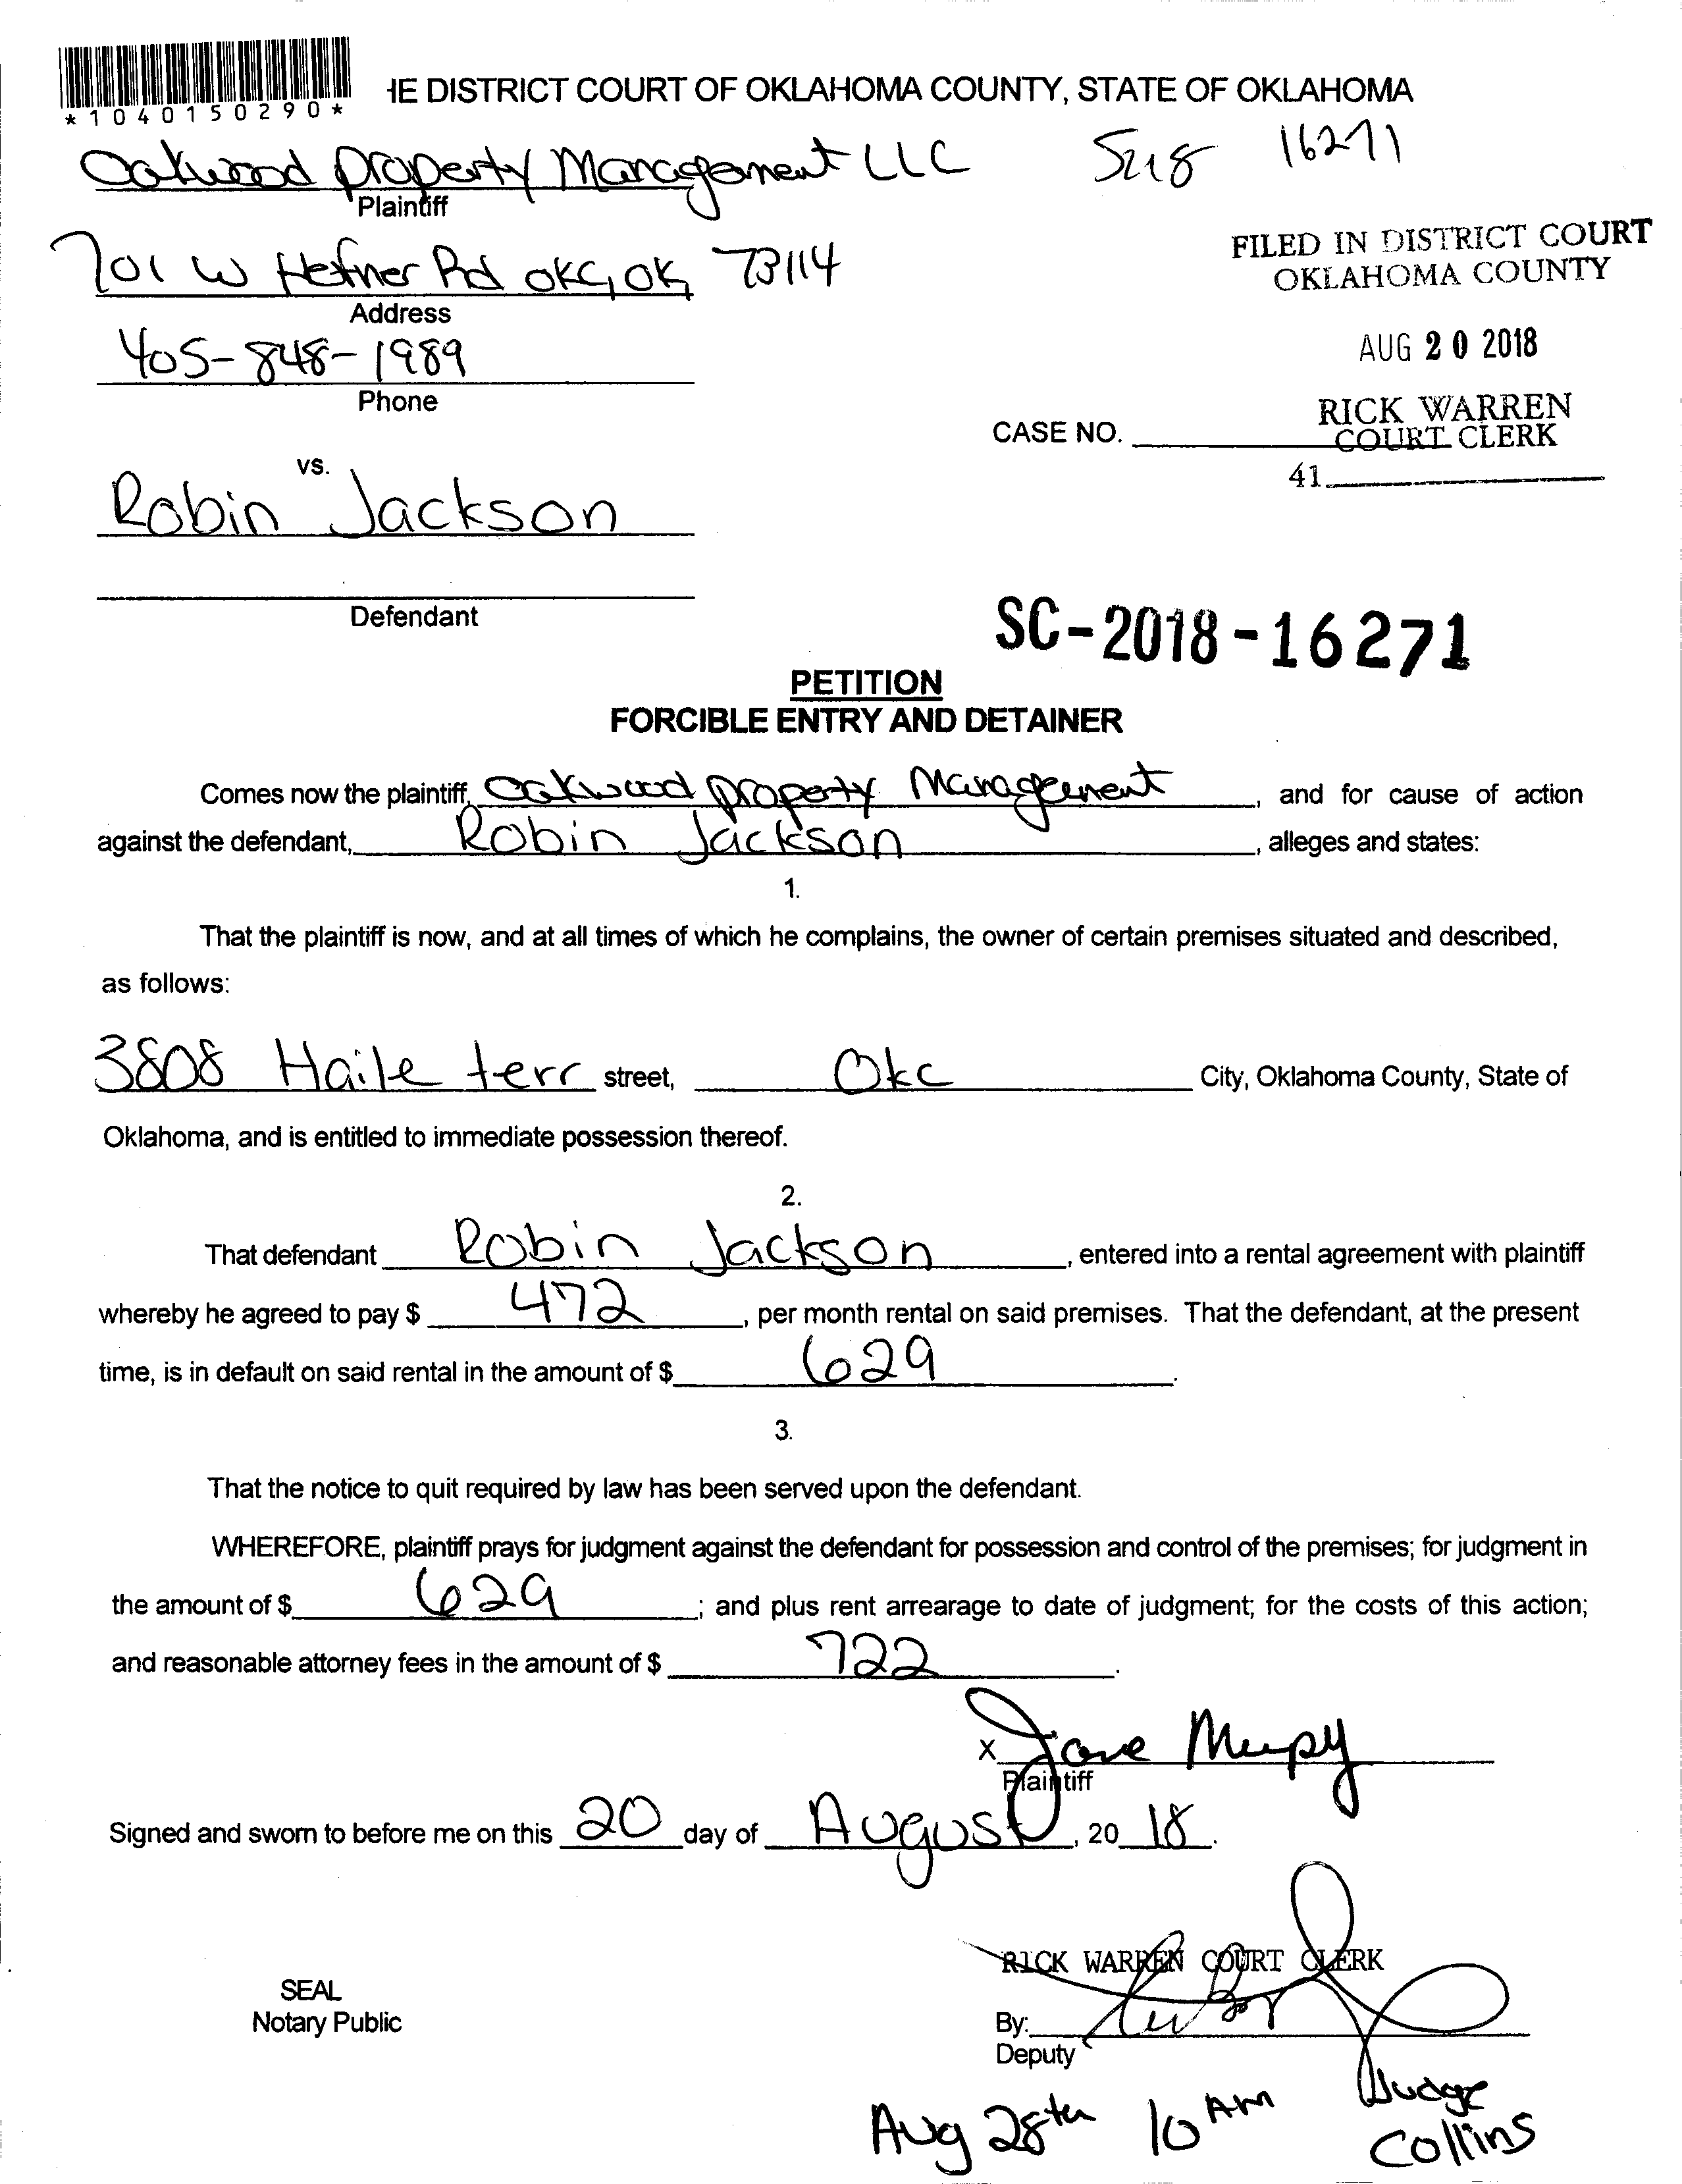 *1040150290*
HE DISTRICT COURT OF OKLAHOMA COUNTY, STATE OF OKLAHOMA
Oakwood Property Management LLC
16271
Plaintiff
701 W Hefner Rd OKC, OK 73114
Address
405-848-1989
Phone
FILED IN DISTRICT COURT
OKLAHOMA COUNTY
AUG 20 2018
RICK WARREN
COURT CLERK
41
CASE NO.
vs.
Robin Jackson
Defendant
SC-2018-16271
PETITION
FORCIBLE ENTRY AND DETAINER
Comes now the plaintiff, Oakwood Property Management, and for cause of action
against the defendant, Robin Jackson, alleges and states:
1.
That the plaintiff is now, and at all times of which he complains, the owner of certain premises situated and described,
as follows:
3808 Haile terr street, Okc City, Oklahoma County, State of
Oklahoma, and is entitled to immediate possession thereof.
2.
That defendant Robin Jackson, entered into a rental agreement with plaintiff
whereby he agreed to pay $ 472, per month rental on said premises. That the defendant, at the present
time, is in default on said rental in the amount of $ 629.
3.
That the notice to quit required by law has been served upon the defendant.
WHEREFORE, plaintiff prays for judgment against the defendant for possession and control of the premises; for judgment in
the amount of $ 629; and plus rent arrearage to date of judgment; for the costs of this action;
and reasonable attorney fees in the amount of $ 722.
X
Plaintiff
Signed and sworn to before me on this 20 day of August, 20 18.
RICK WARREN COURT CLERK
SEAL
Notary Public
By:
Deputy
Aug 28th 10 AM Judge
Collins